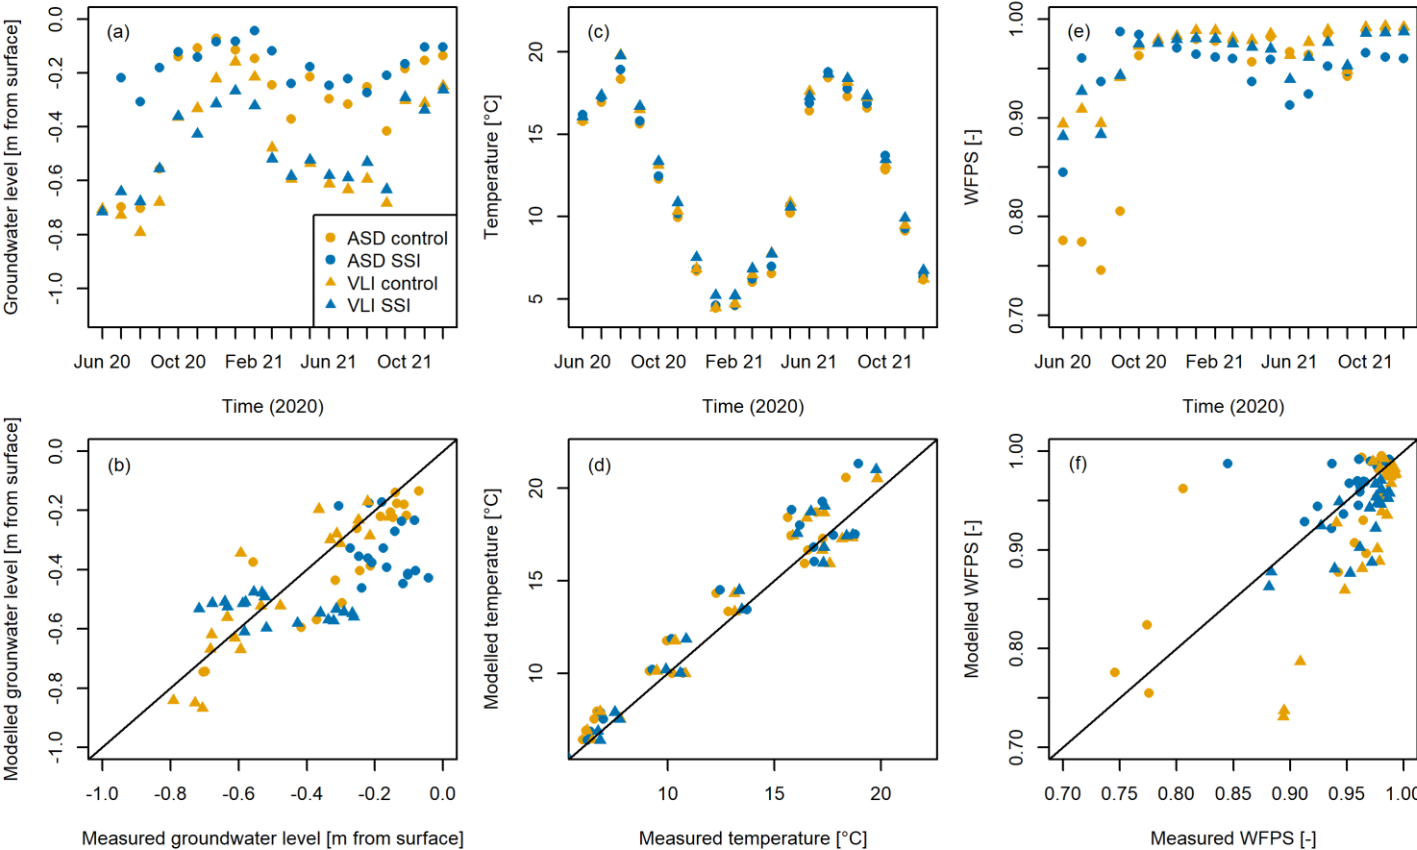 (a)
Groundwater level [m from surface]
0.0
-0.2
-0.4
-0.6
-0.8
-1.0
ASD control
ASD SSI
VLI control
VLI SSI
Jun 20 Oct 20 Feb 21 Jun 21 Oct 21
Time (2020)
(c)
Temperature [°C]
20
15
10
5
Jun 20 Oct 20 Feb 21 Jun 21 Oct 21
Time (2020)
(e)
WFPS [-]
1.00
0.90
0.80
0.70
Jun 20 Oct 20 Feb 21 Jun 21 Oct 21
Time (2020)
(b)
Modelled grounwater level [m from surface]
0.0
-0.2
-0.4
-0.6
-0.8
-1.0
-1.0 -0.8 -0.6 -0.4 -0.2 0.0
Measured groundwater level [m from surface]
(d)
Modelled temperature [°C]
20
15
10
10 15 20
Measured temperature [°C]
(f)
Modelled WFPS [-]
1.00
0.90
0.80
0.70
0.70 0.75 0.80 0.85 0.90 0.95 1.00
Measured WFPS [-]